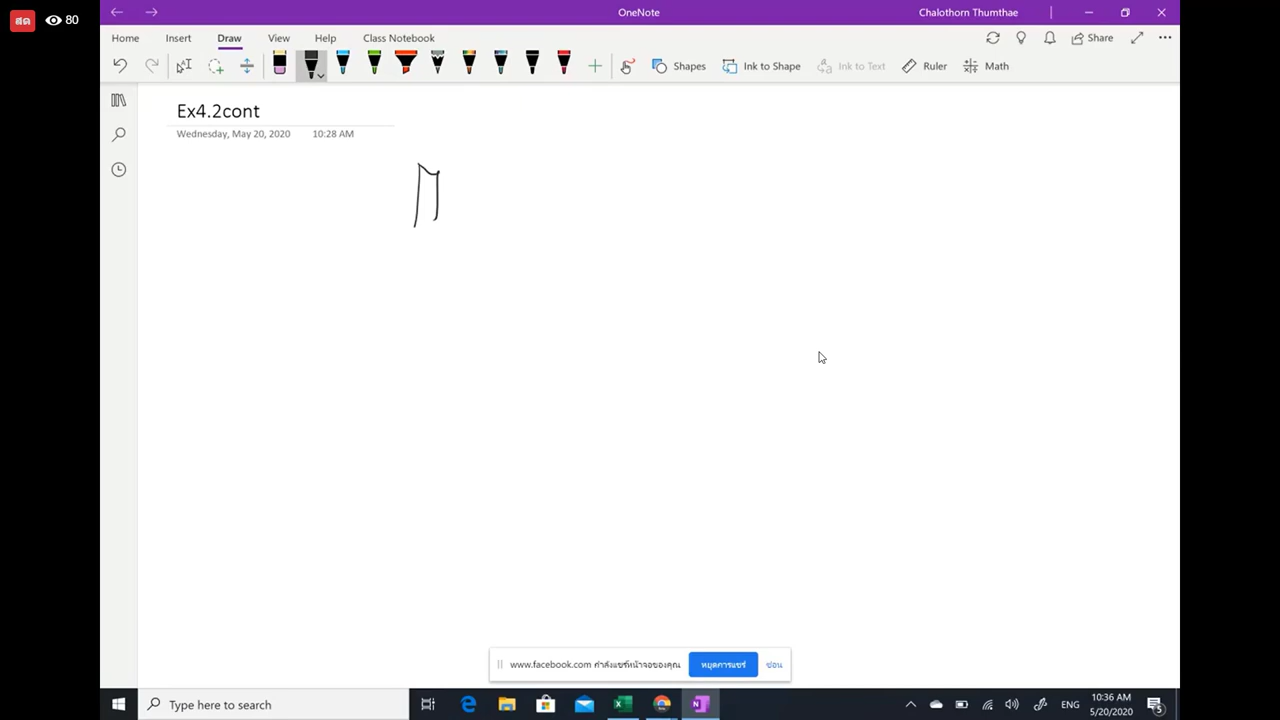 สด 80
OneNote
Chalothorn Thumthae
Home Insert Draw View Help Class Notebook
Share
Shapes Ink to Shape Ink to Text Ruler Math
Ex4.2cont
Wednesday, May 20, 2020 10:28 AM
www.facebook.com กำลังแชร์หน้าจอของคุณ หยุดการแชร์ ซ่อน
Type here to search
ENG
10:36 AM
5/20/2020
5